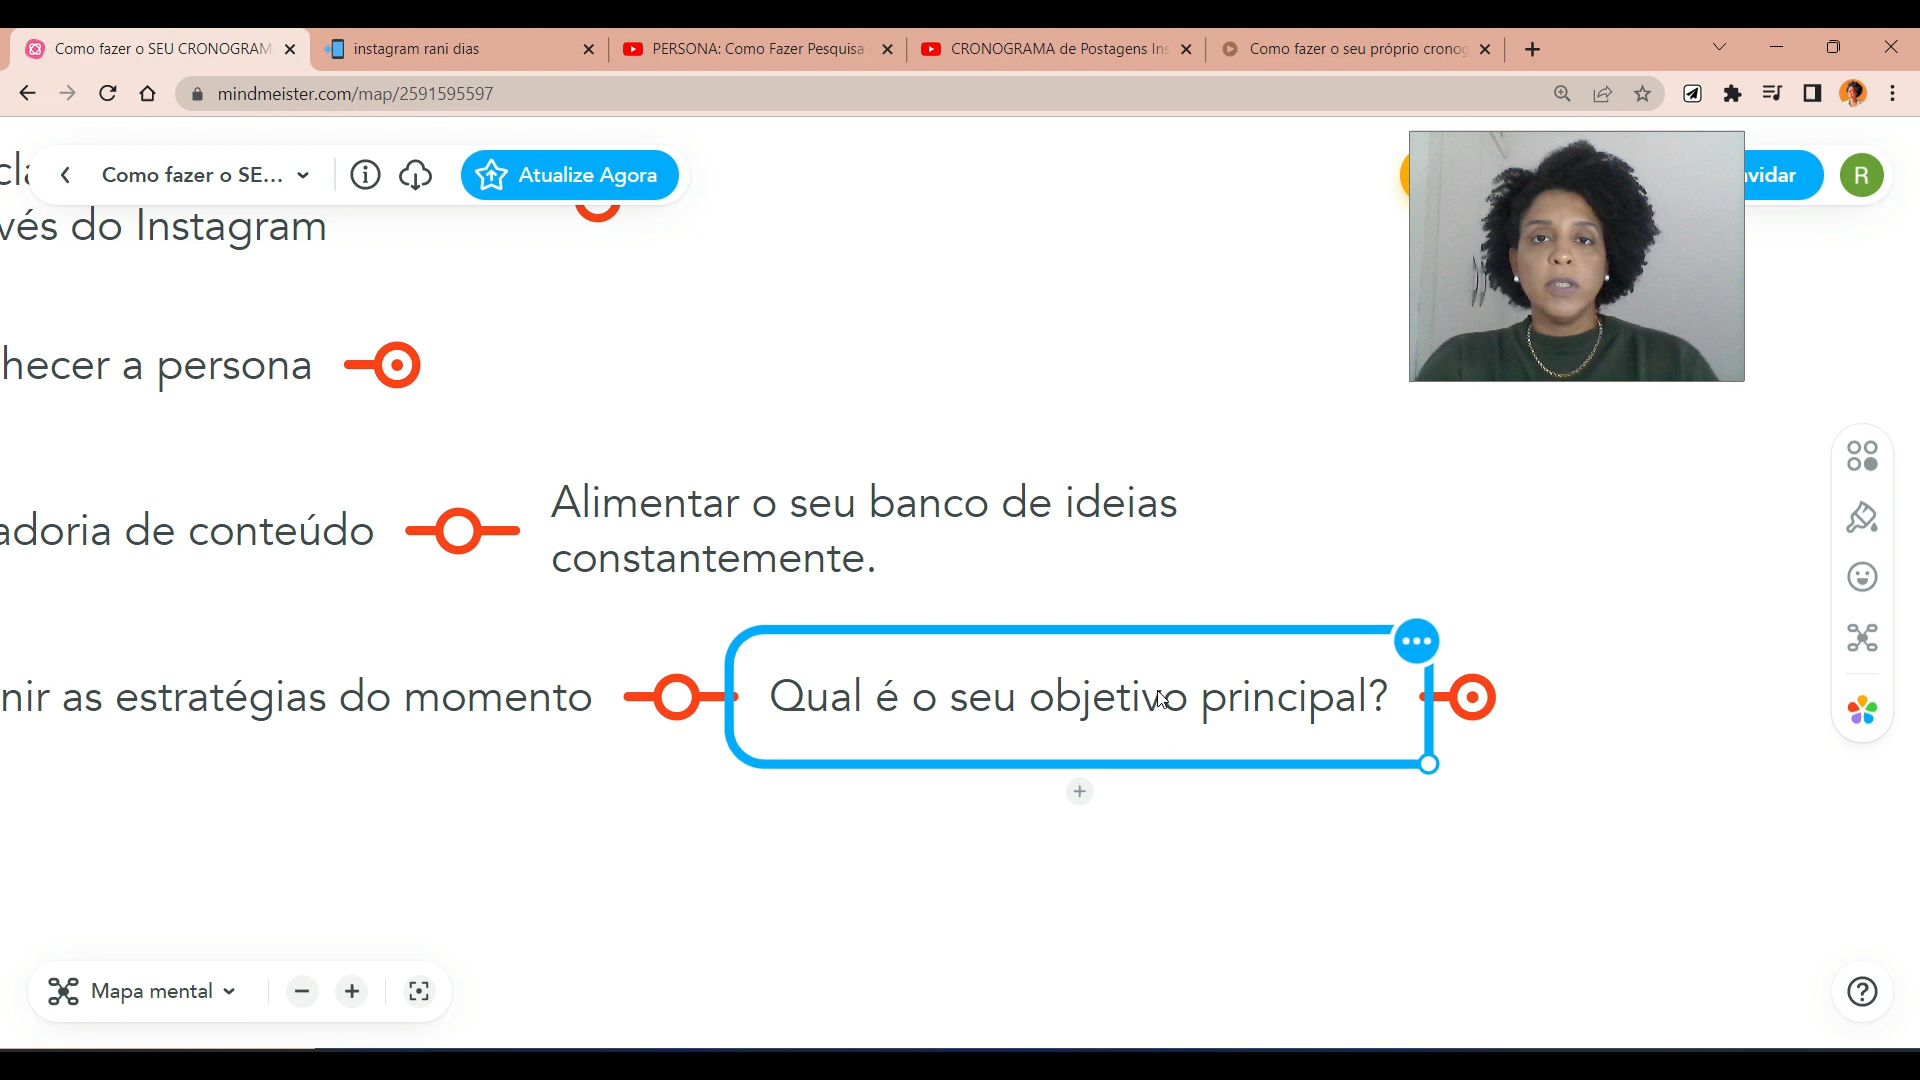 Como fazer o SEU CRONOGRAM
instagram rani dias
PERSONA: Como Fazer Pesquisa
CRONOGRAMA de Postagens Ins
Como fazer o seu próprio cronog
mindmeister.com/map/2591595597
Como fazer o SE...
Atualize Agora
vidar
R
vés do Instagram
hecer a persona
Alimentar o seu banco de ideias
adoria de conteúdo
constantemente.
nir as estratégias do momento
Qual é o seu objetivo principal?
Mapa mental